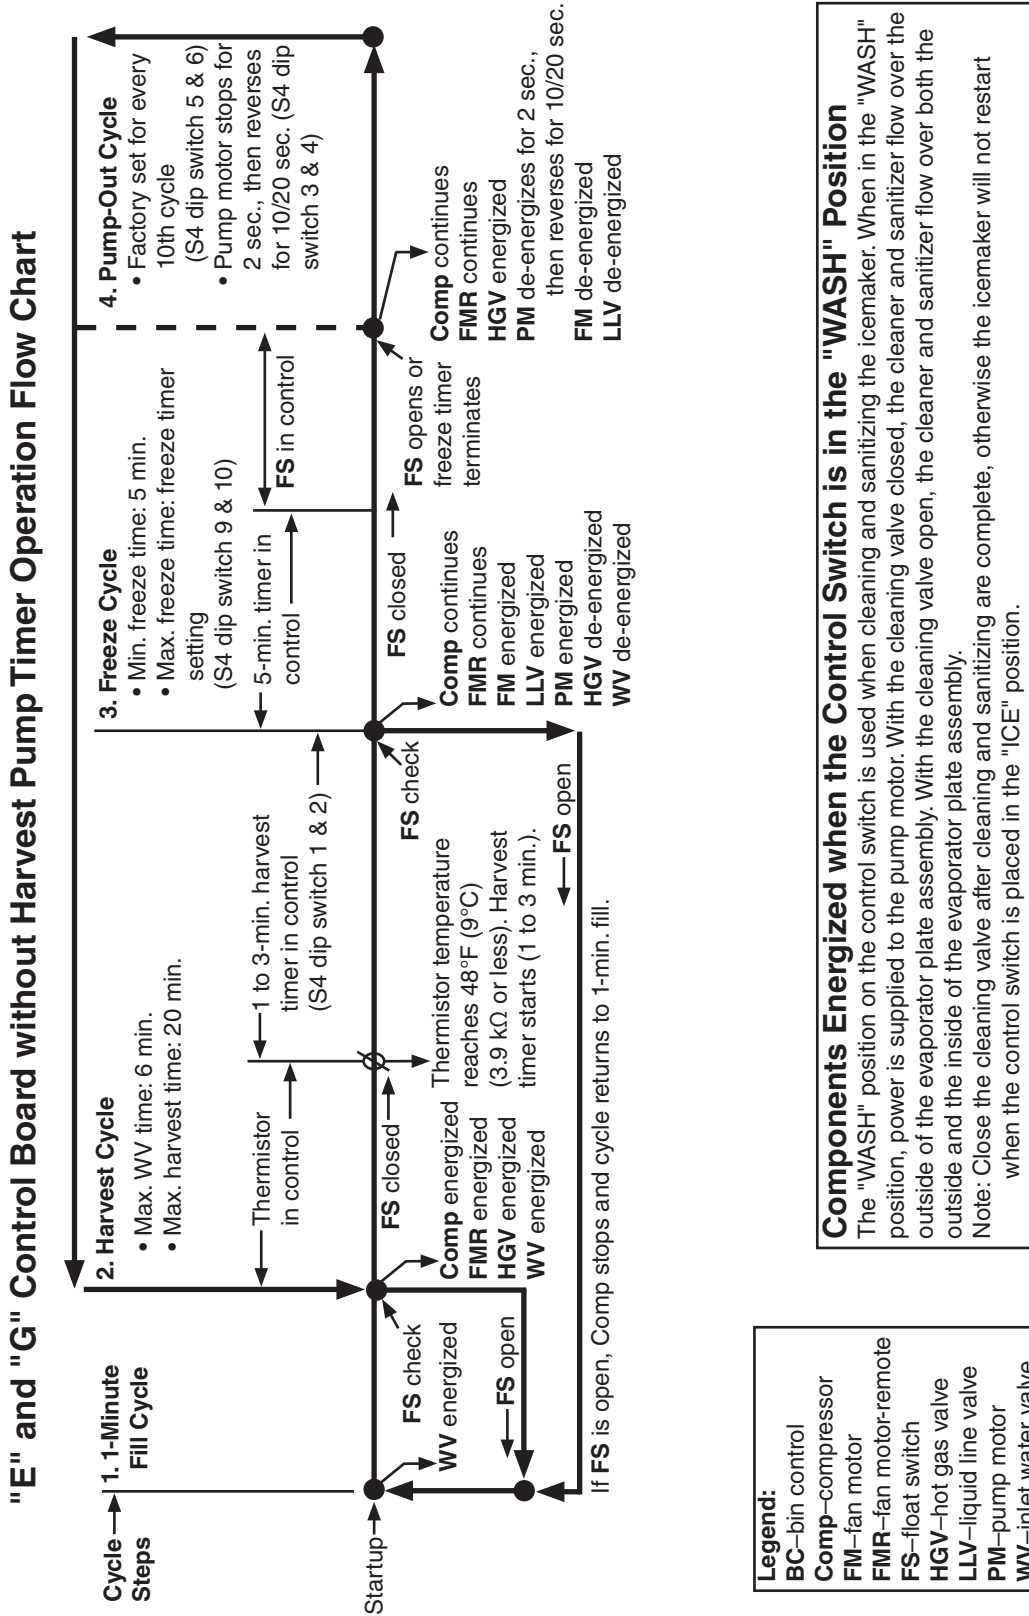 "E" and "G" Control Board without Harvest Pump Timer Operation Flow Chart
Cycle
Steps
1. 1-Minute
Fill Cycle
2. Harvest Cycle
• Max. WV time: 6 min.
• Max. harvest time: 20 min.
3. Freeze Cycle
• Min. freeze time: 5 min.
• Max. freeze time: freeze timer
setting
(S4 dip switch 9 & 10)
4. Pump-Out Cycle
• Factory set for every
10th cycle
(S4 dip switch 5 & 6)
• Pump motor stops for
2 sec., then reverses
for 10/20 sec. (S4 dip
switch 3 & 4)
Thermistor
in control
1 to 3-min. harvest
timer in control
(S4 dip switch 1 & 2)
5-min. timer in
control
FS in control
Startup
FS check
WV energized
FS open
FS closed
Comp energized
FMR energized
HGV energized
WV energized
Thermistor temperature
reaches 48°F (9°C)
(3.9 kΩ or less). Harvest
timer starts (1 to 3 min.).
FS check
FS open
FS closed
Comp continues
FMR continues
FM energized
LLV energized
PM energized
HGV de-energized
WV de-energized
FS opens or
freeze timer
terminates
Comp continues
FMR continues
HGV energized
PM de-energizes for 2 sec.,
then reverses for 10/20 sec.
FM de-energized
LLV de-energized
If FS is open, Comp stops and cycle returns to 1-min. fill.
Legend:
BC–bin control
Comp–compressor
FM–fan motor
FMR–fan motor-remote
FS–float switch
HGV–hot gas valve
LLV–liquid line valve
PM–pump motor
WV–inlet water valve
Components Energized when the Control Switch is in the "WASH" Position
The "WASH" position on the control switch is used when cleaning and sanitizing the icemaker. When in the "WASH"
position, power is supplied to the pump motor. With the cleaning valve closed, the cleaner and sanitizer flow over the
outside of the evaporator plate assembly. With the cleaning valve open, the cleaner and sanitizer flow over both the
outside and the inside of the evaporator plate assembly.
Note: Close the cleaning valve after cleaning and sanitizing are complete, otherwise the icemaker will not restart
when the control switch is placed in the "ICE" position.